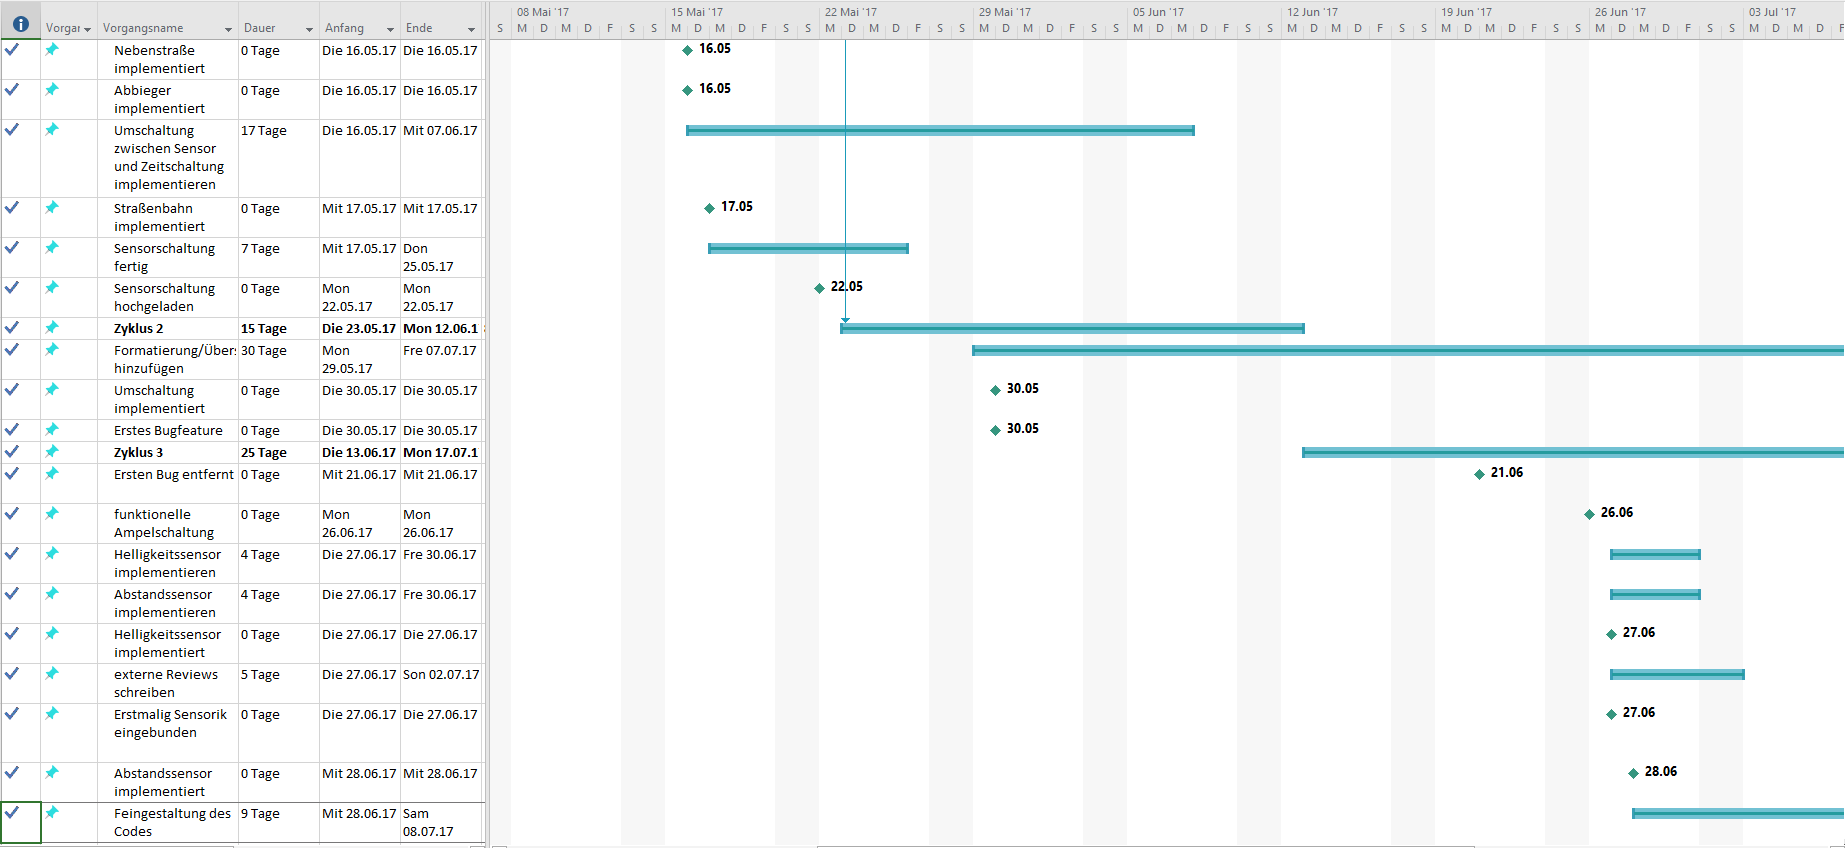 08 Mai '17 15 Mai '17 22 Mai '17 29 Mai '17 05 Jun '17 12 Jun '17 19 Jun '17 26 Jun '17 03 Jul '17
i Vorgar Vorgangsname Dauer Anfang Ende S M D M D F S S M D M D F S S M D M D F S S M D M D F S S M D M D F S S M D M D F S S M D M D F S S M D M D F S S M D M D F
Nebenstraße 0 Tage Die 16.05.17 Die 16.05.17 16.05
implementiert
Abbieger 0 Tage Die 16.05.17 Die 16.05.17 16.05
implementiert
Umschaltung 17 Tage Die 16.05.17 Mit 07.06.17
zwischen Sensor
und Zeitschaltung
implementieren
Straßenbahn 0 Tage Mit 17.05.17 Mit 17.05.17 17.05
implementiert
Sensorschaltung 7 Tage Mit 17.05.17 Don
fertig 25.05.17
Sensorschaltung 0 Tage Mon Mon 22.05
hochgeladen 22.05.17 22.05.17
Zyklus 2 15 Tage Die 23.05.17 Mon 12.06.1
Formatierung/Über 30 Tage Mon Fre 07.07.17
hinzufügen 29.05.17
Umschaltung 0 Tage Die 30.05.17 Die 30.05.17 30.05
implementiert
Erstes Bugfeature 0 Tage Die 30.05.17 Die 30.05.17 30.05
Zyklus 3 25 Tage Die 13.06.17 Mon 17.07.1
Ersten Bug entfernt 0 Tage Mit 21.06.17 Mit 21.06.17 21.06
funktionelle 0 Tage Mon Mon 26.06
Ampelschaltung 26.06.17 26.06.17
Helligkeitssensor 4 Tage Die 27.06.17 Fre 30.06.17
implementieren
Abstandssensor 4 Tage Die 27.06.17 Fre 30.06.17
implementieren
Helligkeitssensor 0 Tage Die 27.06.17 Die 27.06.17 27.06
implementiert
externe Reviews 5 Tage Die 27.06.17 Son 02.07.17
schreiben
Erstmalig Sensorik 0 Tage Die 27.06.17 Die 27.06.17 27.06
eingebunden
Abstandssensor 0 Tage Mit 28.06.17 Mit 28.06.17 28.06
implementiert
Feingestaltung des 9 Tage Mit 28.06.17 Sam
Codes 08.07.17